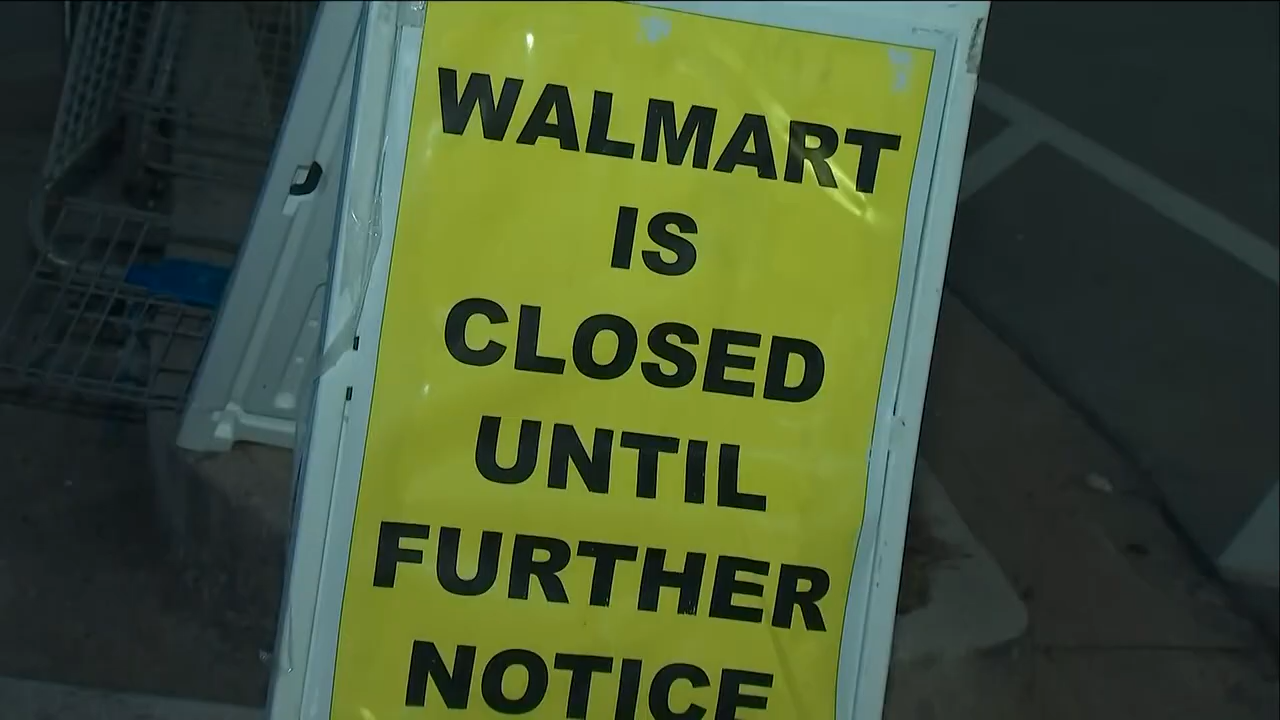 WALMART
IS
CLOSED
UNTIL
FURTHER
NOTICE